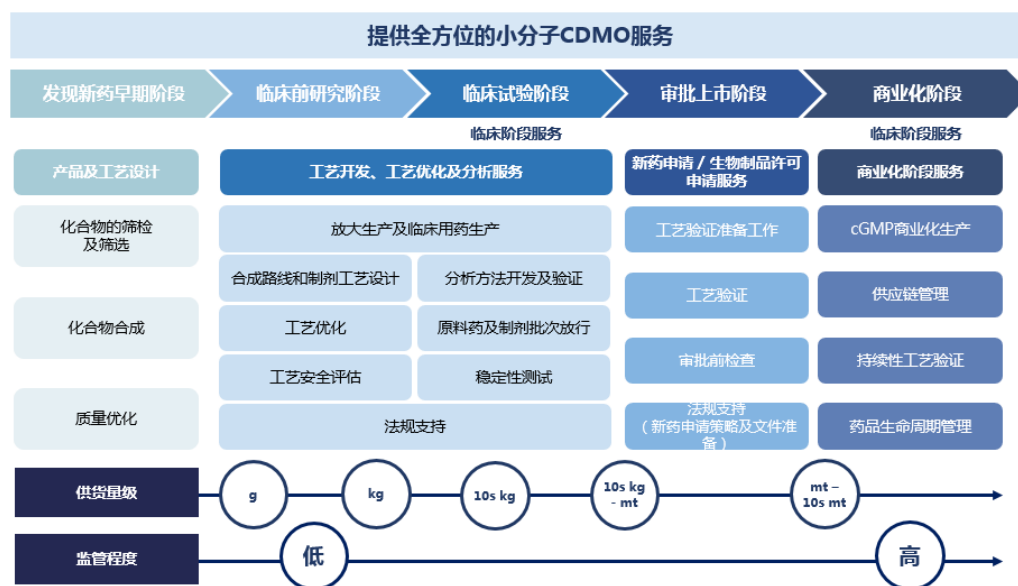 提供全方位的小分子CDMO服务
发现新药早期阶段
临床前研究阶段
临床试验阶段
审批上市阶段
商业化阶段
临床阶段服务
临床阶段服务
产品及工艺设计
工艺开发、工艺优化及分析服务
新药申请 / 生物制品许可
申请服务
商业化阶段服务
化合物的筛检
及筛选
放大生产及临床用药生产
工艺验证准备工作
cGMP商业化生产
合成路线和制剂工艺设计
分析方法开发及验证
工艺验证
供应链管理
化合物合成
工艺优化
原料药及制剂批次放行
审批前检查
持续性工艺验证
工艺安全评估
稳定性测试
质量优化
法规支持
法规支持
（新药申请策略及文件准
备）
药品生命周期管理
供货量级
g
kg
10s kg
10s kg
- mt
mt –
10s mt
监管程度
低
高